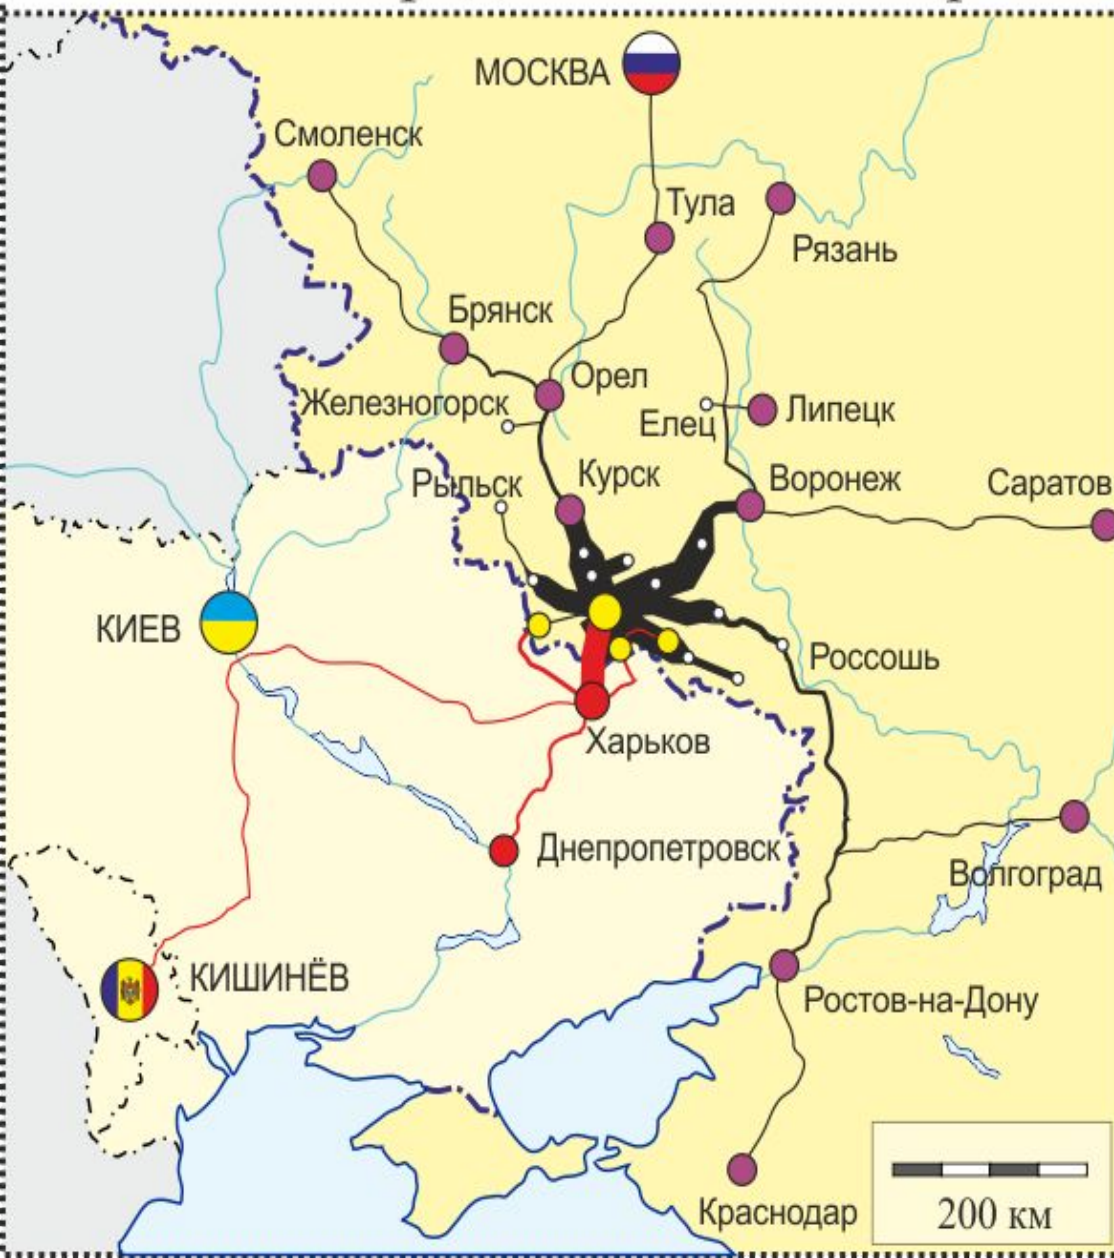 МОСКВА
Смоленск
Тула
Рязань
Брянск
Орел
Железногорск
Елец
Липецк
Рыльск
Курск
Воронеж
Саратов
КИЕВ
Россошь
Харьков
Днепропетровск
Волгоград
КИШИНЁВ
Ростов-на-Дону
Краснодар
200 км